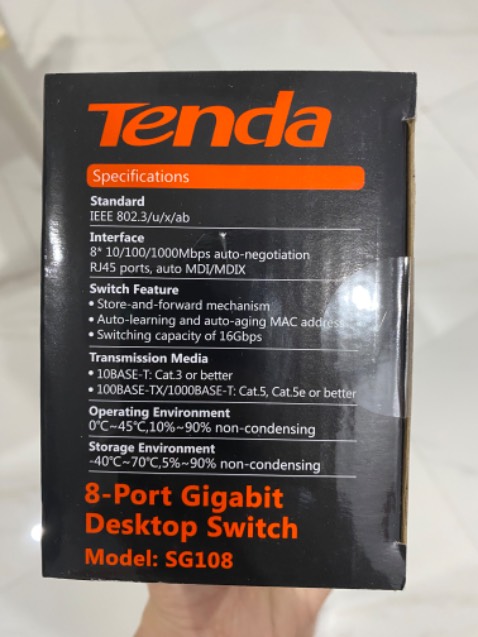 Tenda
Specifications
Standard
IEEE 802.3/u/x/ab
Interface
8* 10/100/1000Mbps auto-negotiation
RJ45 ports, auto MDI/MDIX
Switch Feature
• Store-and-forward mechanism
• Auto-learning and auto-aging MAC address
• Switching capacity of 16Gbps
Transmission Media
• 10BASE-T: Cat.3 or better
• 100BASE-TX/1000BASE-T: Cat.5, Cat.5e or better
Operating Environment
0℃~45℃,10%~90% non-condensing
Storage Environment
-40℃~70℃,5%~90% non-condensing
8-Port Gigabit
Desktop Switch
Model: SG108